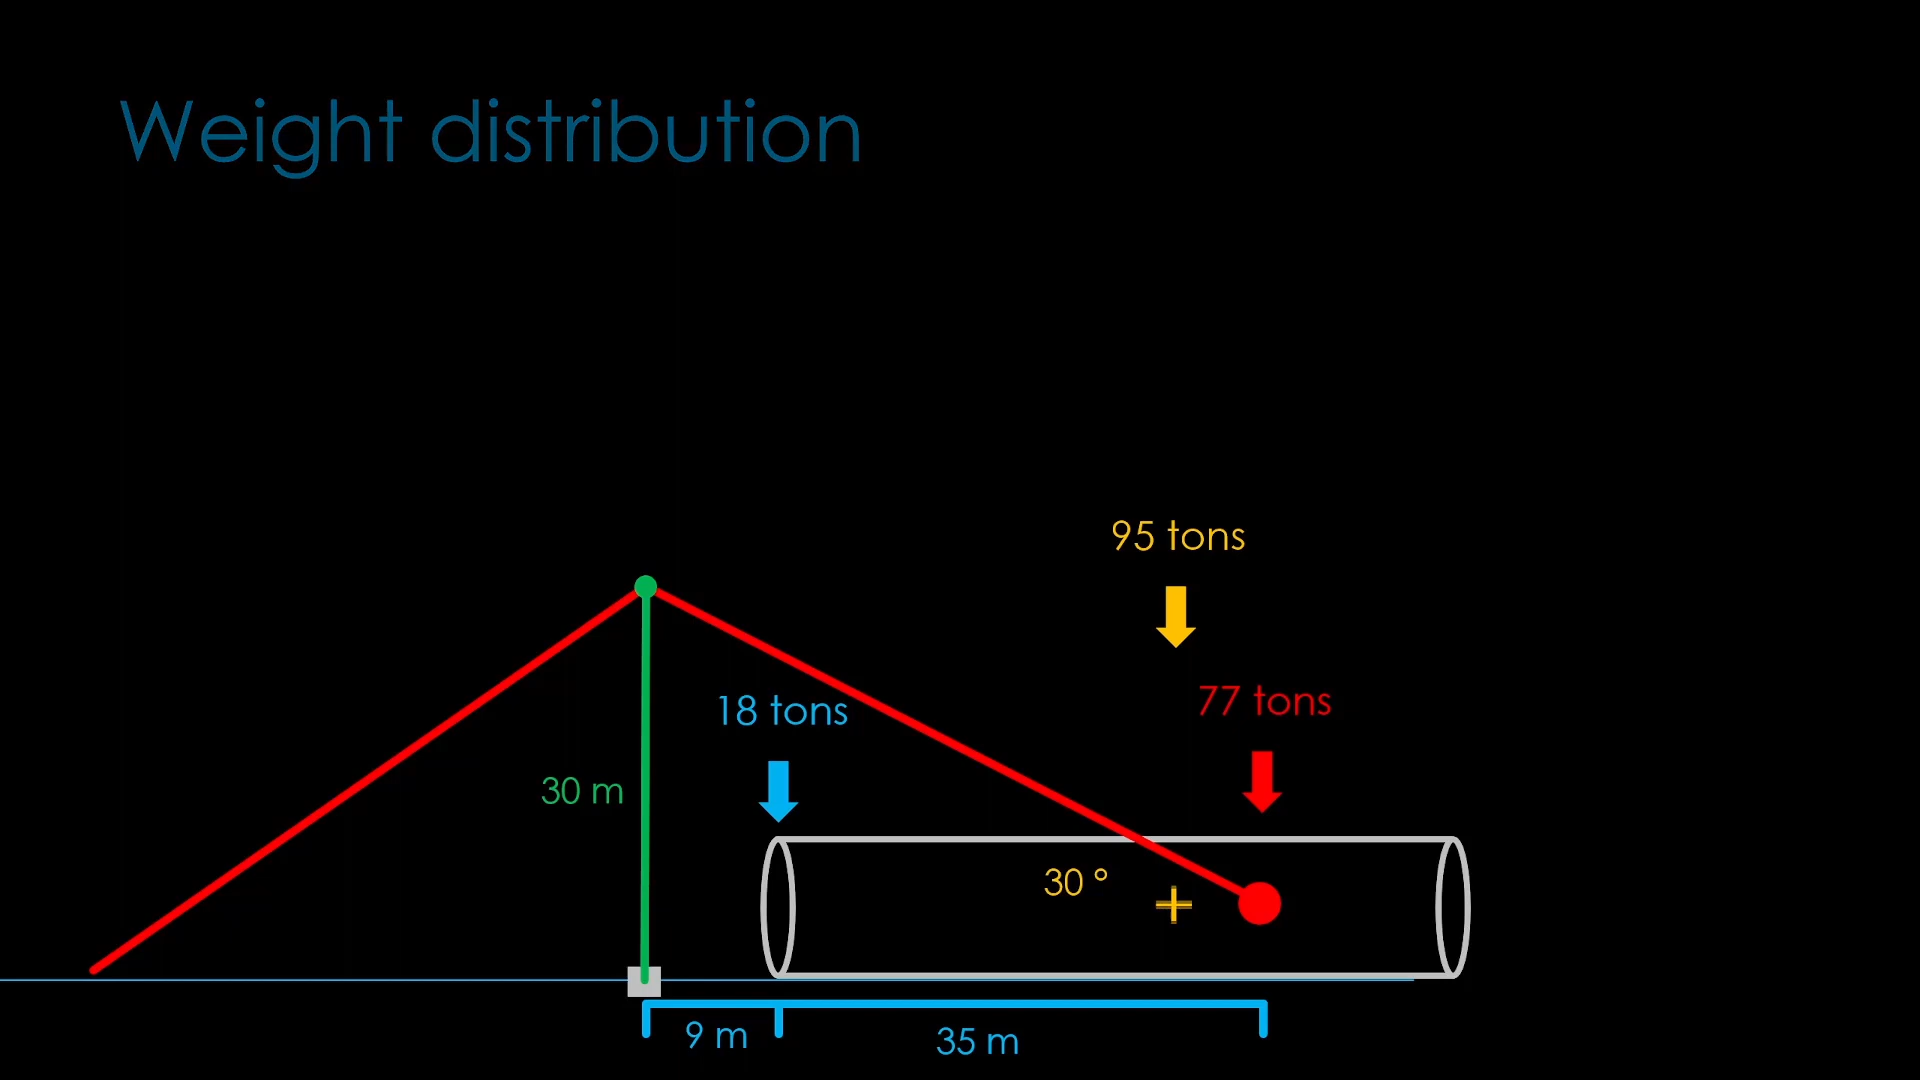 Weight distribution
95 tons
77 tons
18 tons
30 m
30 °
9 m
35 m